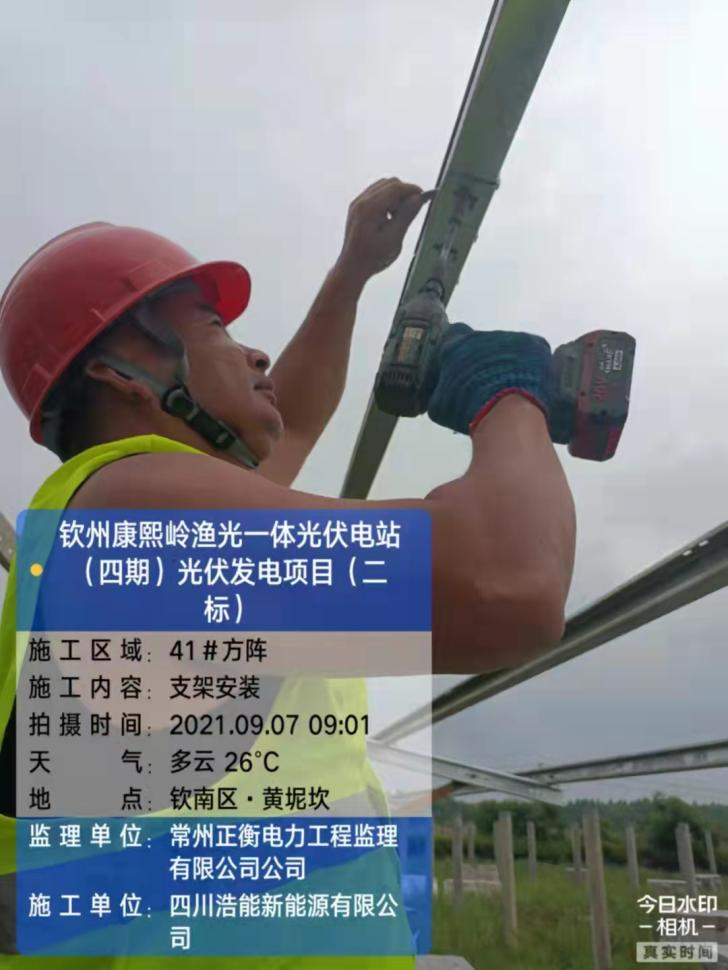 钦州康熙岭渔光一体光伏电站
（四期）光伏发电项目（二
标）
施工区域：41#方阵
施工内容：支架安装
拍摄时间：2021.09.07 09:01
天气：多云 26°C
地点：钦南区·黄坭坎
监理单位：常州正衡电力工程监理
有限公司公司
施工单位：四川浩能新能源有限公
司
今日水印
-相机-
真实时间